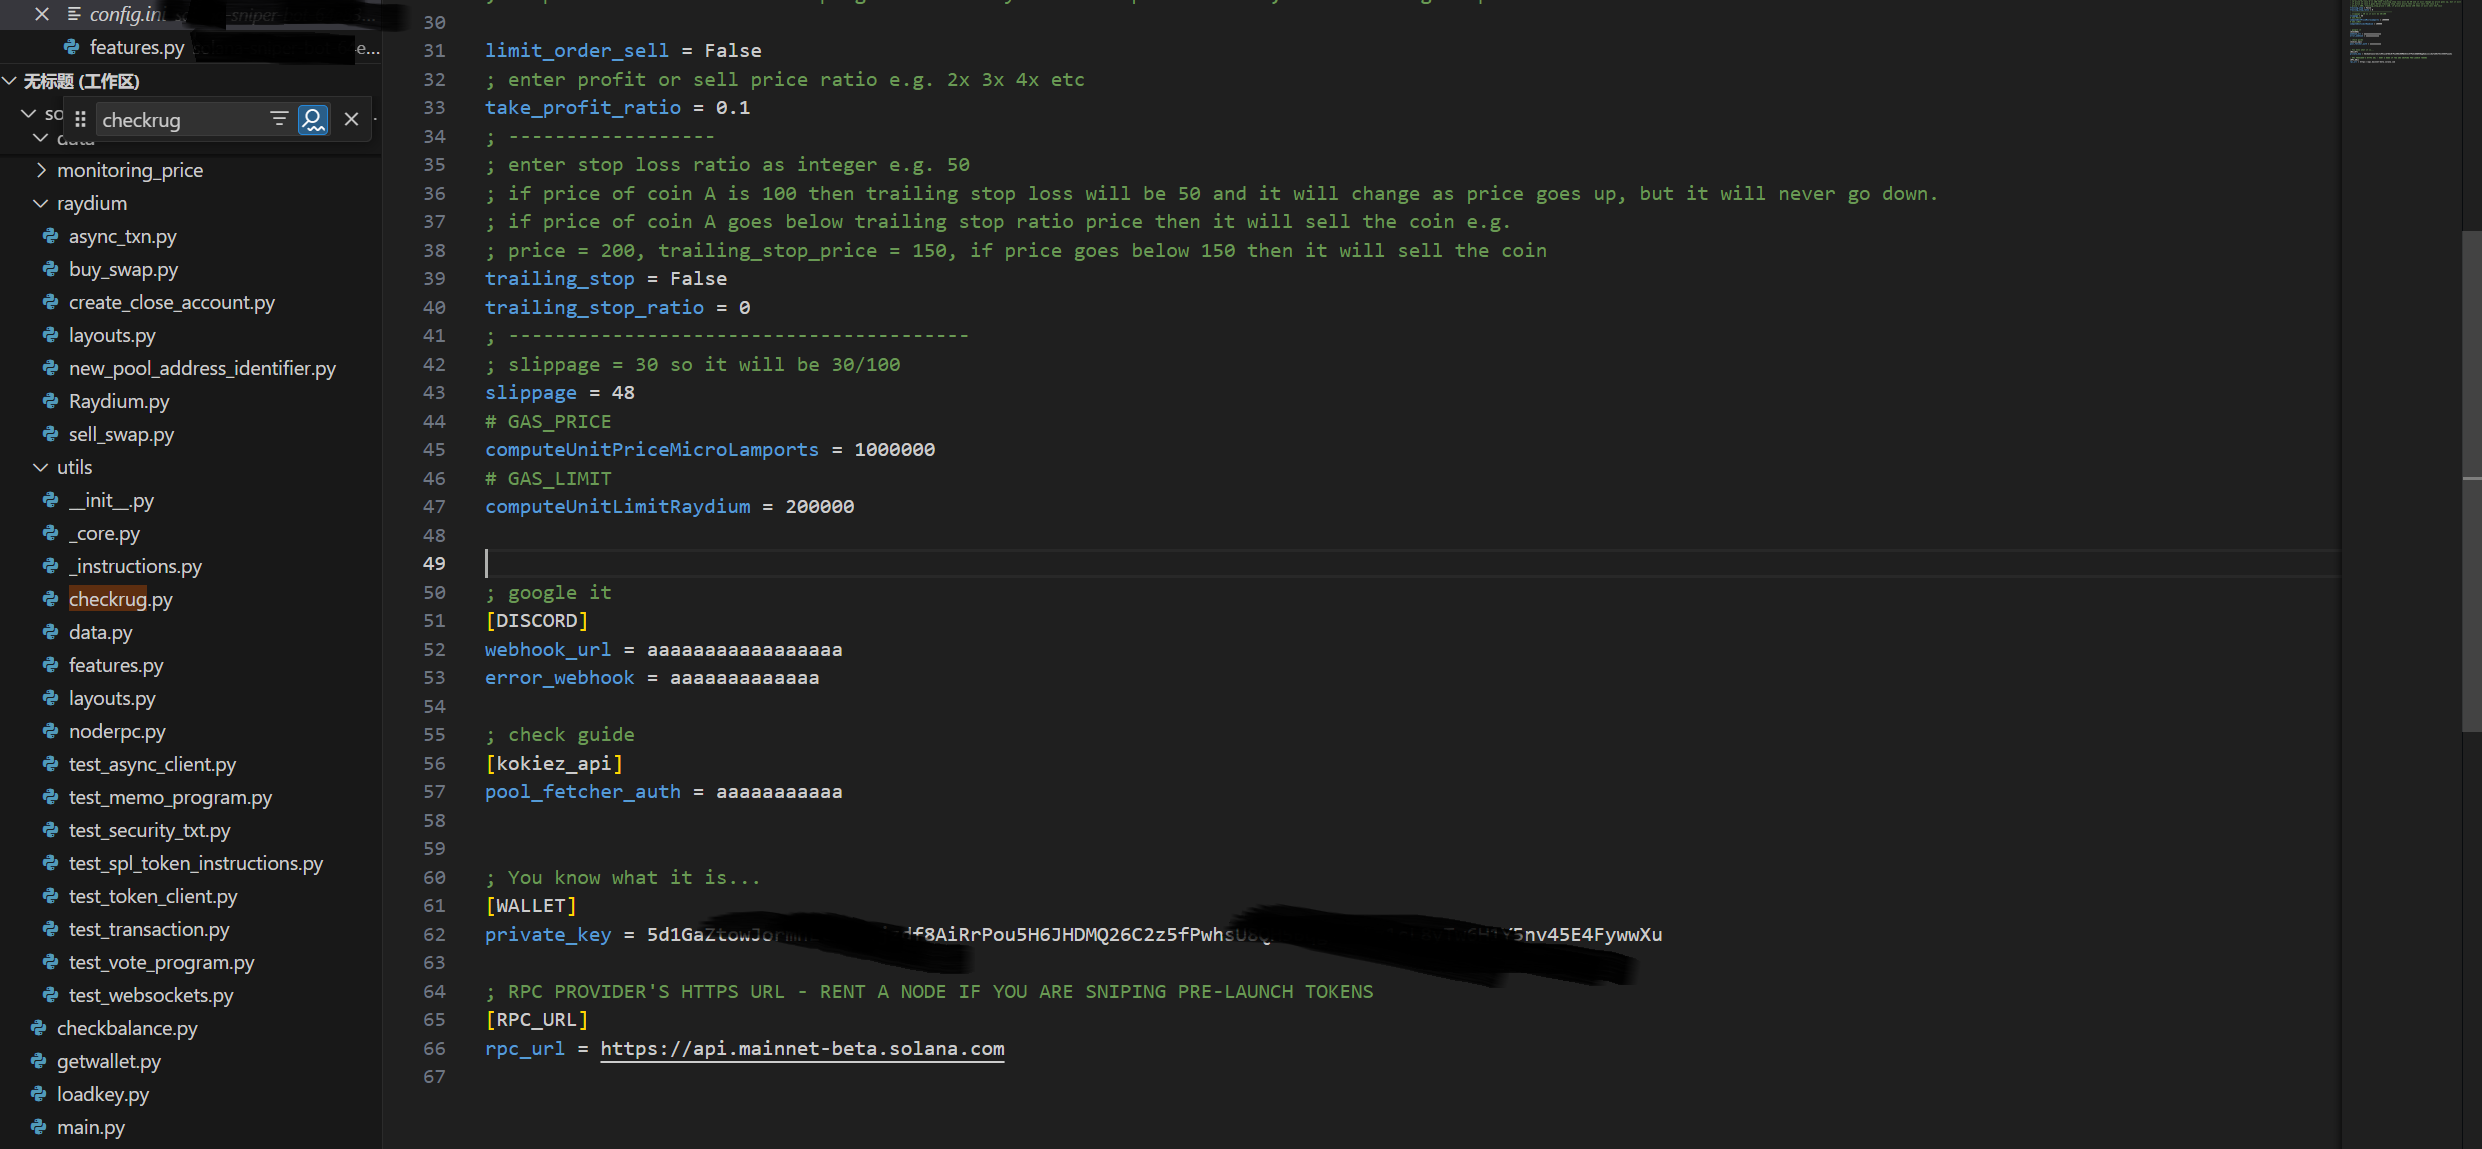 config.ini
features.py
无标题 (工作区)
checkrug
monitoring_price
raydium
async_txn.py
buy_swap.py
create_close_account.py
layouts.py
new_pool_address_identifier.py
Raydium.py
sell_swap.py
utils
__init__.py
_core.py
_instructions.py
checkrug.py
data.py
features.py
layouts.py
noderpc.py
test_async_client.py
test_memo_program.py
test_security_txt.py
test_spl_token_instructions.py
test_token_client.py
test_transaction.py
test_vote_program.py
test_websockets.py
checkbalance.py
getwallet.py
loadkey.py
main.py
30
31 limit_order_sell = False
32 ; enter profit or sell price ratio e.g. 2x 3x 4x etc
33 take_profit_ratio = 0.1
34 ; ------------------
35 ; enter stop loss ratio as integer e.g. 50
36 ; if price of coin A is 100 then trailing stop loss will be 50 and it will change as price goes up, but it will never go down.
37 ; if price of coin A goes below trailing stop ratio price then it will sell the coin e.g.
38 ; price = 200, trailing_stop_price = 150, if price goes below 150 then it will sell the coin
39 trailing_stop = False
40 trailing_stop_ratio = 0
41 ; ----------------------------------------
42 ; slippage = 30 so it will be 30/100
43 slippage = 48
44 # GAS_PRICE
45 computeUnitPriceMicroLamports = 1000000
46 # GAS_LIMIT
47 computeUnitLimitRaydium = 200000
48
49
50 ; google it
51 [DISCORD]
52 webhook_url = aaaaaaaaaaaaaaaaa
53 error_webhook = aaaaaaaaaaaaa
54
55 ; check guide
56 [kokiez_api]
57 pool_fetcher_auth = aaaaaaaaaaa
58
59
60 ; You know what it is...
61 [WALLET]
62 private_key =
63
64 ; RPC PROVIDER'S HTTPS URL - RENT A NODE IF YOU ARE SNIPING PRE-LAUNCH TOKENS
65 [RPC_URL]
66 rpc_url = https://api.mainnet-beta.solana.com
67